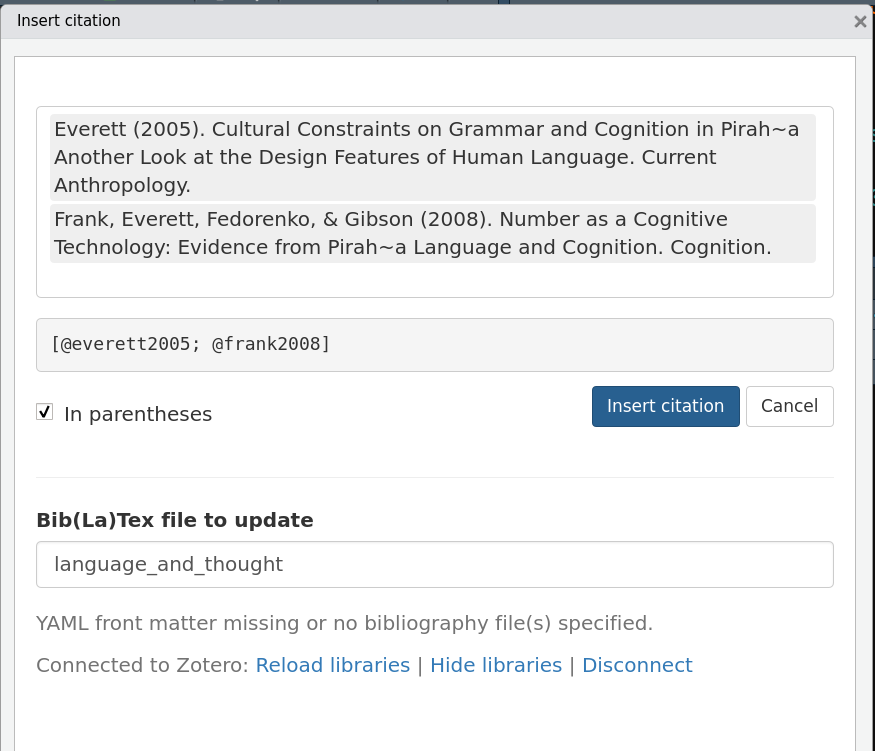 Insert citation
×
Everett (2005). Cultural Constraints on Grammar and Cognition in Pirah~a
Another Look at the Design Features of Human Language. Current
Anthropology.
Frank, Everett, Fedorenko, & Gibson (2008). Number as a Cognitive
Technology: Evidence from Pirah~a Language and Cognition. Cognition.
[@everett2005; @frank2008]
In parentheses
Insert citation
Cancel
Bib(La)Tex file to update
language_and_thought
YAML front matter missing or no bibliography file(s) specified.
Connected to Zotero: Reload libraries | Hide libraries | Disconnect